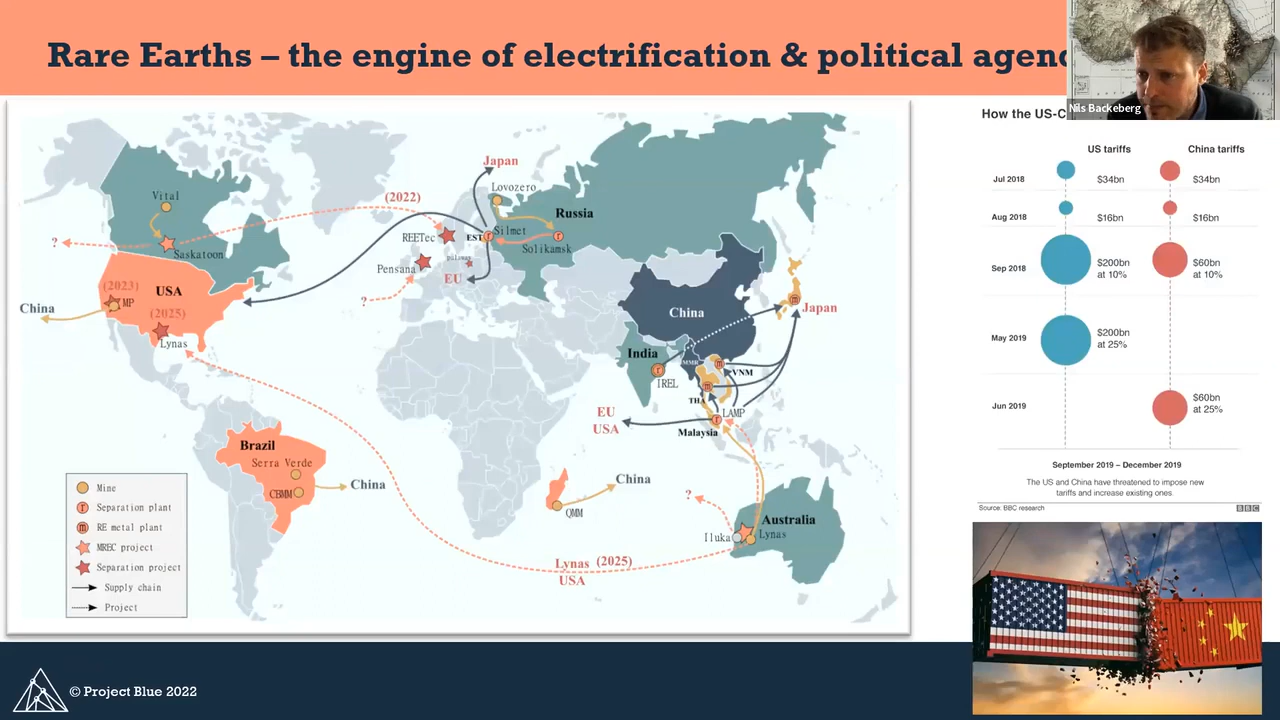 Rare Earths – the engine of electrification & political agend
Nils Backeberg
How the US-C
US tariffs
China tariffs
Jul 2018
$34bn
$34bn
Aug 2018
$16bn
$16bn
Sep 2018
$200bn
at 10%
$60bn
at 10%
May 2019
$200bn
at 25%
Jun 2019
$60bn
at 25%
September 2019 – December 2019
The US and China have threatened to impose new
tariffs and increase existing ones
Source: BBC research
BBC
Vital
?
Saskatoon
(2022)
Japan
Lovozero
Russia
REETec
EST
Silmet
Solikamsk
Pensana
Pulawy
EU
?
(2023)
USA
MP
(2025)
China
Lynas
China
Japan
India
IREL
MMR
VNM
THA
LAMP
Malaysia
EU
USA
Brazil
Serra Verde
CBMM
China
China
QMM
?
Australia
Iluka
Lynas
Lynas (2025)
USA
Mine
r Separation plant
m RE metal plant
MREC project
Separation project
Supply chain
Project
© Project Blue 2022